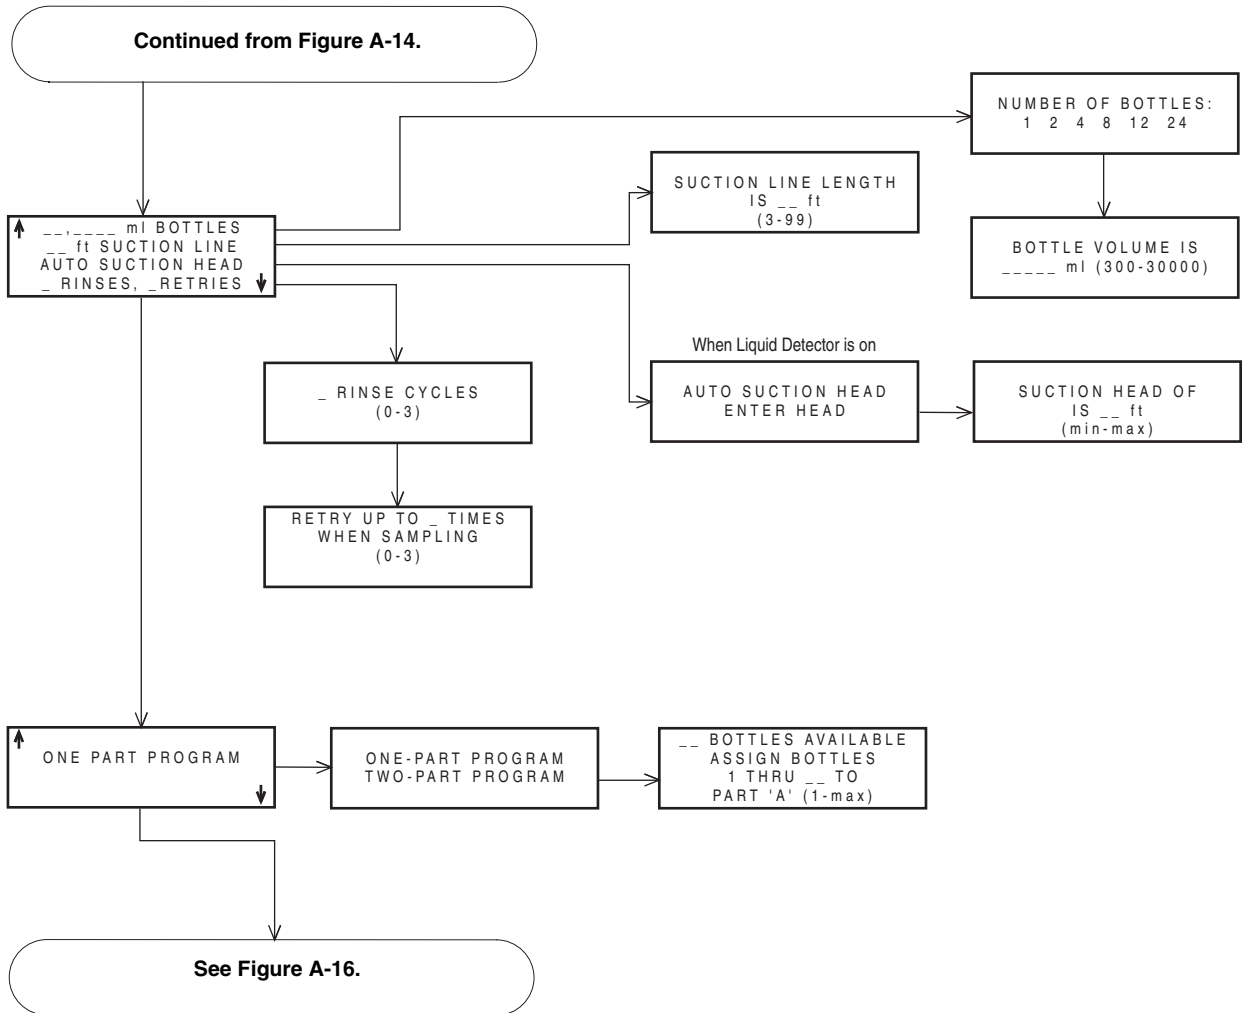 Continued from Figure A-14.
NUMBER OF BOTTLES:
1 2 4 8 12 24
SUCTION LINE LENGTH
IS __ ft
(3-99)
__,____ ml BOTTLES
__ ft SUCTION LINE
AUTO SUCTION HEAD
_ RINSES, _RETRIES
BOTTLE VOLUME IS
_____ ml (300-30000)
When Liquid Detector is on
_ RINSE CYCLES
(0-3)
AUTO SUCTION HEAD
ENTER HEAD
SUCTION HEAD OF
IS __ ft
(min-max)
RETRY UP TO _ TIMES
WHEN SAMPLING
(0-3)
ONE PART PROGRAM
ONE-PART PROGRAM
TWO-PART PROGRAM
__ BOTTLES AVAILABLE
ASSIGN BOTTLES
1 THRU __ TO
PART 'A' (1-max)
See Figure A-16.